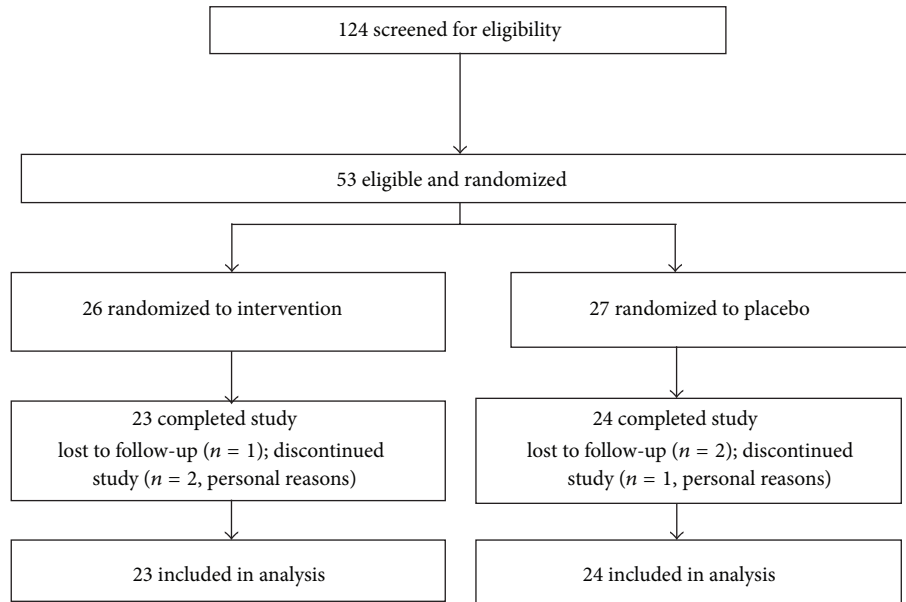 124 screened for eligibility
53 eligible and randomized
26 randomized to intervention
27 randomized to placebo
23 completed study
lost to follow-up (n = 1); discontinued
study (n = 2, personal reasons)
24 completed study
lost to follow-up (n = 2); discontinued
study (n = 1, personal reasons)
23 included in analysis
24 included in analysis